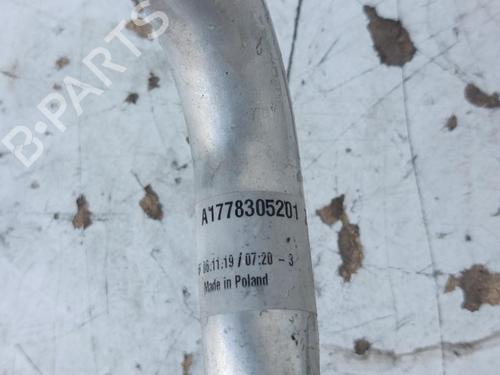 B-PARTS
A1778305201
06:11:19 / 07:20 - 3
Made in Poland